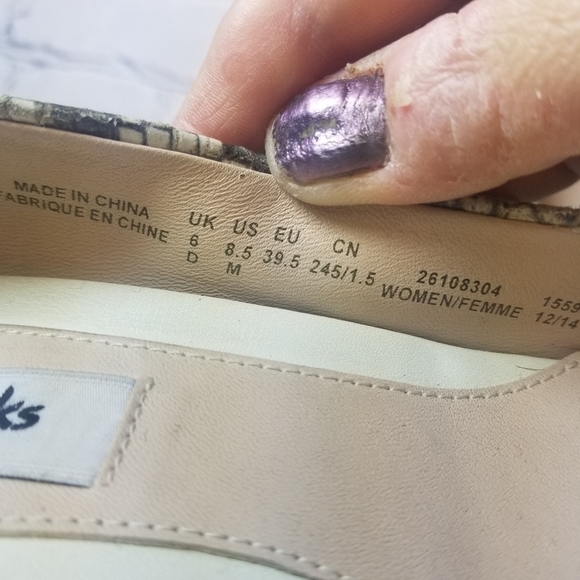 MADE IN CHINA
FABRIQUE EN CHINE
UK US EU CN
6 8.5 39.5 245/1.5
D M
26108304
WOMEN/FEMME
1559
12/14
ks